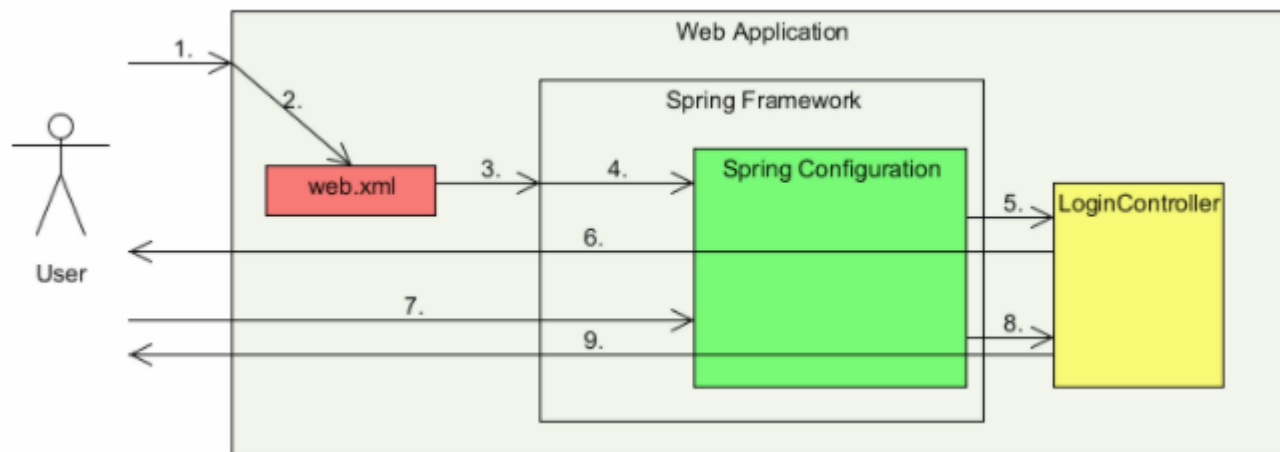 Web Application
1.
2.
Spring Framework
web.xml
3.
4.
Spring Configuration
5.
LoginController
6.
User
7.
8.
9.